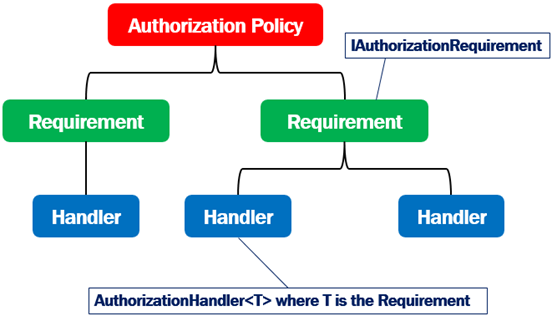 Authorization Policy
IAuthorizationRequirement
Requirement
Requirement
Handler
Handler
Handler
AuthorizationHandler<T> where T is the Requirement